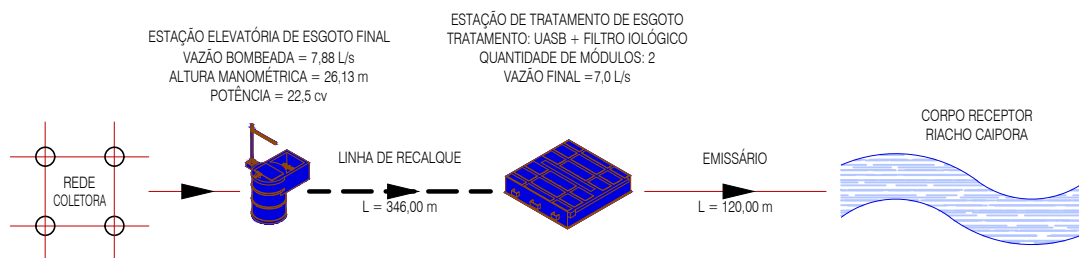 ESTAÇÃO ELEVATÓRIA DE ESGOTO FINAL
VAZÃO BOMBEADA = 7,88 L/s
ALTURA MANOMÉTRICA = 26,13 m
POTÊNCIA = 22,5 cv
ESTAÇÃO DE TRATAMENTO DE ESGOTO
TRATAMENTO: UASB + FILTRO IOLÓGICO
QUANTIDADE DE MÓDULOS: 2
VAZÃO FINAL =7,0 L/s
CORPO RECEPTOR
RIACHO CAIPORA
REDE
COLETORA
LINHA DE RECALQUE
L = 346,00 m
EMISSÁRIO
L = 120,00 m